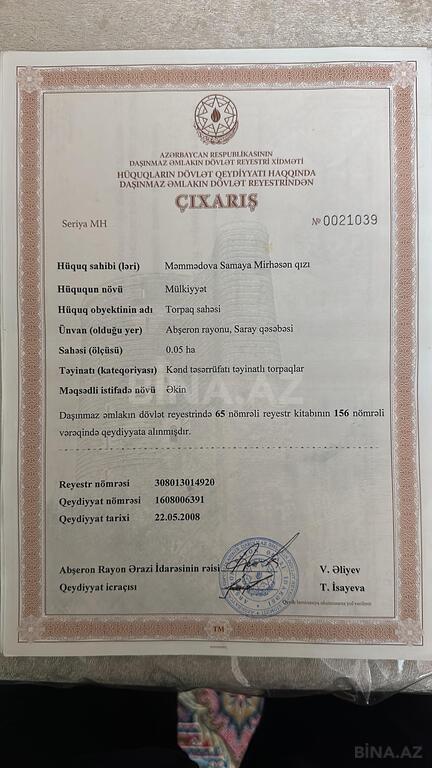 AZƏRBAYCAN RESPUBLİKASININ
DAŞINMAZ ƏMLAKIN DÖVLƏT REYESTRİ XİDMƏTİ
HÜQUQLARIN DÖVLƏT QEYDİYYATI HAQQINDA
DAŞINMAZ ƏMLAKIN DÖVLƏT REYESTRİNDƏN
ÇIXARIŞ
Seriya MH № 0021039
Hüquq sahibi (ləri) Məmmədova Samaya Mirhəsən qızı
Hüququn növü Mülkiyyət
Hüquq obyektinin adı Torpaq sahəsi
Ünvan (olduğu yer) Abşeron rayonu, Saray qəsəbəsi
Sahəsi (ölçüsü) 0.05 ha
Təyinatı (kateqoriyası) Kənd təsərrüfatı təyinatlı torpaqlar
Məqsədli istifadə növü Əkin
BİNA.AZ
Daşınmaz əmlakın dövlət reyestrində 65 nömrəli reyestr kitabının 156 nömrəli
vərəqində qeydiyyata alınmışdır.
Reyestr nömrəsi 308013014920
Qeydiyyat nömrəsi 1608006391
Qeydiyyat tarixi 22.05.2008
Abşeron Rayon Ərazi İdarəsinin rəisi V. Əliyev
Qeydiyyat icraçısı T. İsayeva
TM
BİNA.AZ